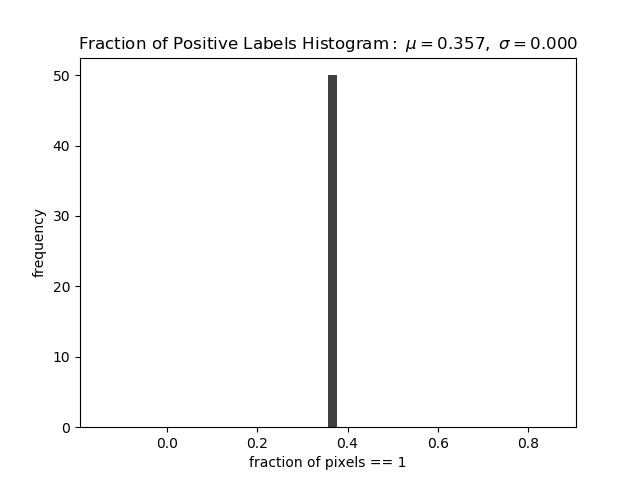 Fraction of Positive Labels Histogram : μ = 0.357, σ = 0.000
50
40
30
20
10
0
frequency
0.0 0.2 0.4 0.6 0.8
fraction of pixels == 1